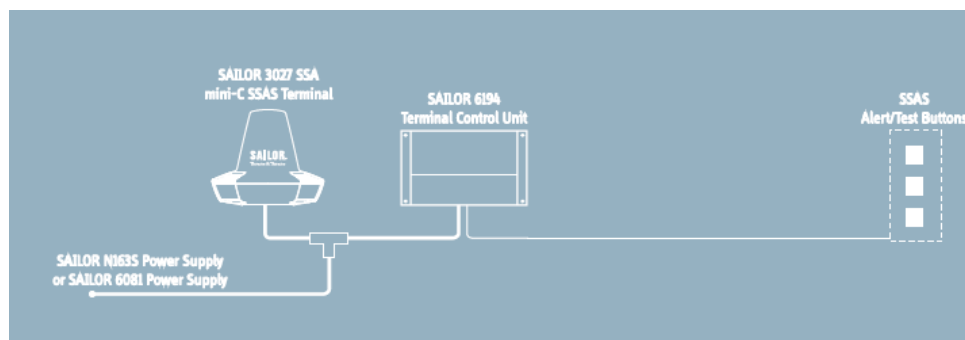 SAILOR 3027 SSA
mini-C SSAS Terminal
SAILOR 6194
Terminal Control Unit
SSAS
Alert/Test Buttons
SAILOR
SAILOR N163S Power Supply
or SAILOR 6081 Power Supply